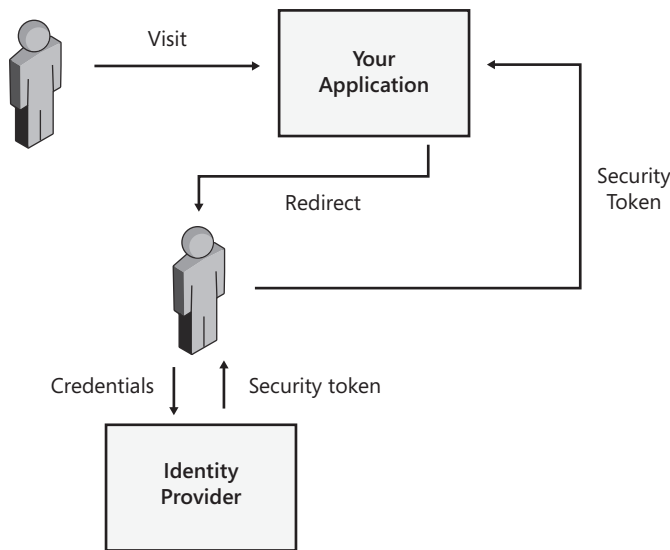 Visit
Your
Application
Redirect
Security
Token
Credentials
Security token
Identity
Provider